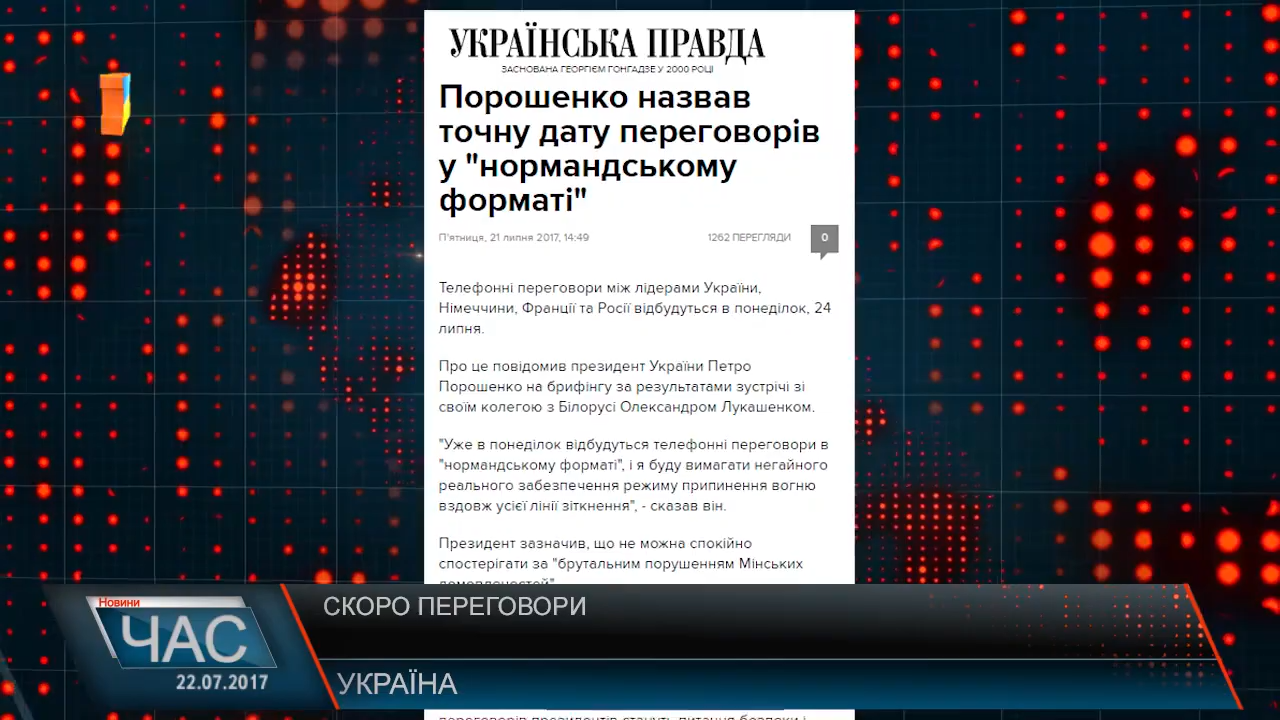 УКРАЇНСЬКА ПРАВДА
ЗАСНОВАНА ГЕОРГІЄМ ГОНГАДЗЕ У 2000 РОЦІ
Порошенко назвав
точну дату переговорів
у "нормандському
форматі"
П'ятниця, 21 липня 2017, 14:49 1262 ПЕРЕГЛЯДИ 0
Телефонні переговори між лідерами України,
Німеччини, Франції та Росії відбудуться в понеділок, 24
липня.
Про це повідомив президент України Петро
Порошенко на брифінгу за результатами зустрічі зі
своїм колегою з Білорусі Олександром Лукашенком.
"Уже в понеділок відбудуться телефонні переговори в
"нормандському форматі", і я буду вимагати негайного
реального забезпечення режиму припинення вогню
вздовж усієї лінії зіткнення", - сказав він.
Президент зазначив, що не можна спокійно
спостерігати за "брутальним порушенням Мінських
Новини
ЧАС
22.07.2017
СКОРО ПЕРЕГОВОРИ
УКРАЇНА